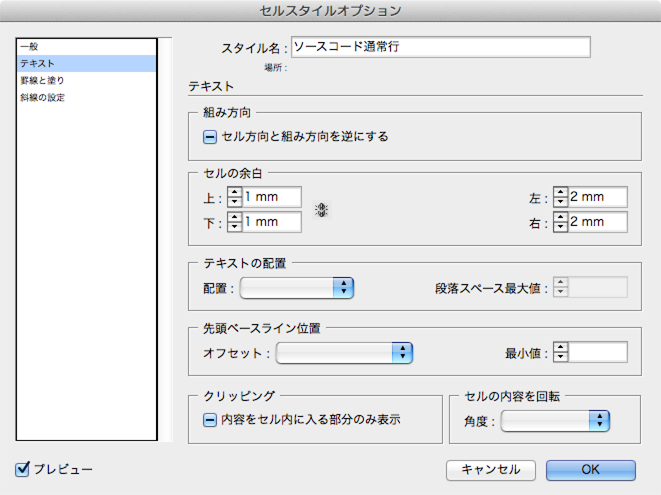 セルスタイルオプション
一般
テキスト
罫線と塗り
斜線の設定
スタイル名 : ソースコード通常行
場所 :
テキスト
組み方向
セル方向と組み方向を逆にする
セルの余白
上 : 1 mm 左 : 2 mm
下 : 1 mm 右 : 2 mm
テキストの配置
配置 : 段落スペース最大値 :
先頭ベースライン位置
オフセット : 最小値 :
クリッピング セルの内容を回転
内容をセル内に入る部分のみ表示 角度 :
プレビュー キャンセル OK